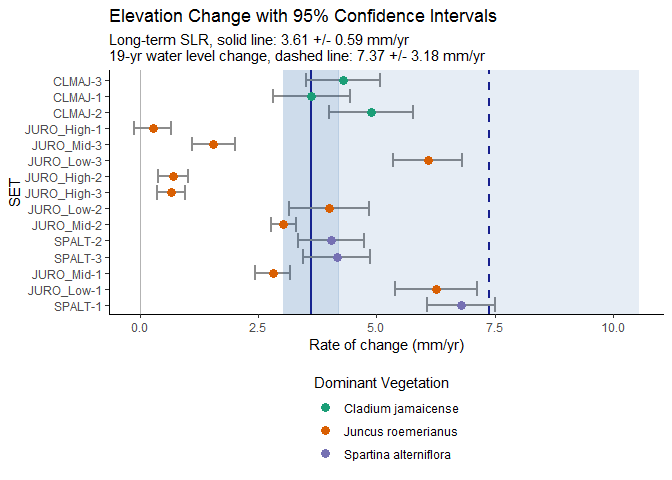 Elevation Change with 95% Confidence Intervals
Long-term SLR, solid line: 3.61 +/- 0.59 mm/yr
19-yr water level change, dashed line: 7.37 +/- 3.18 mm/yr
SET
CLMAJ-3
CLMAJ-1
CLMAJ-2
JURO_High-1
JURO_Mid-3
JURO_Low-3
JURO_High-2
JURO_High-3
JURO_Low-2
JURO_Mid-2
SPALT-2
SPALT-3
JURO_Mid-1
JURO_Low-1
SPALT-1
0.0 2.5 5.0 7.5 10.0
Rate of change (mm/yr)
Dominant Vegetation
Cladium jamaicense
Juncus roemerianus
Spartina alterniflora